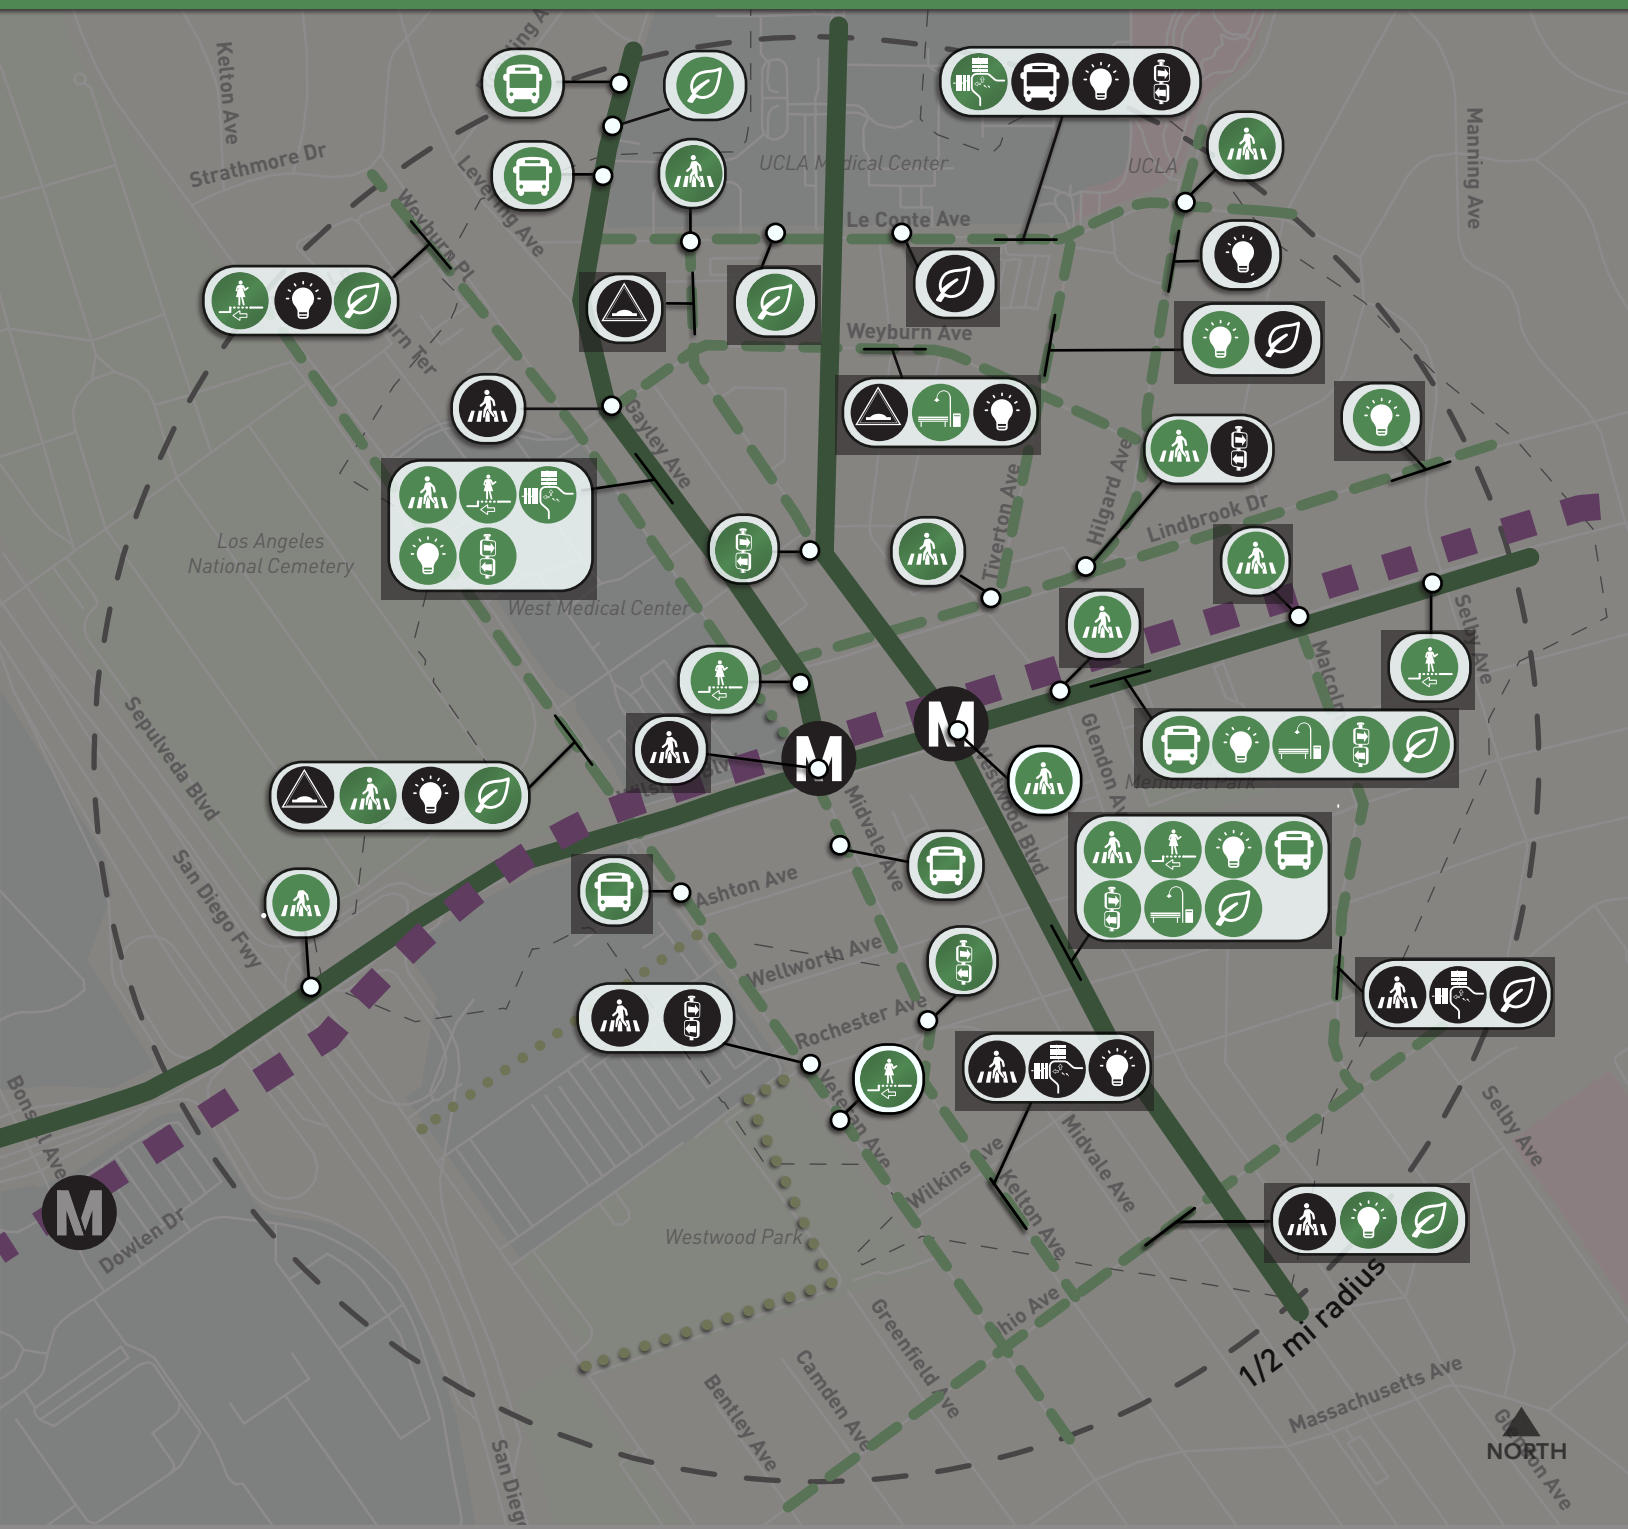 Kelton Ave
Strathmore Dr
Levering Ave
UCLA Medical Center
UCLA
Manning Ave
Weyburn Pl
Le Conte Ave
Weyburn Ave
Gayley Ave
Los Angeles
National Cemetery
West Medical Center
Tiverton Ave
Hilgard Ave
Lindbrook Dr
Selby Ave
Sepulveda Blvd
M
M
Glendon
Memorial Park
Midvale Ave
Westwood Blvd
San Diego Fwy
Ashton Ave
Wellworth Ave
Rochester Ave
Veteran Ave
Wilkins Ave
Kelton Ave
Midvale Ave
Selby Ave
M
Dowlen Dr
Westwood Park
hio Ave
1/2 mi radius
Greenfield Ave
Camden Ave
Bentley Ave
Massachusetts Ave
San Dieg
NORTH